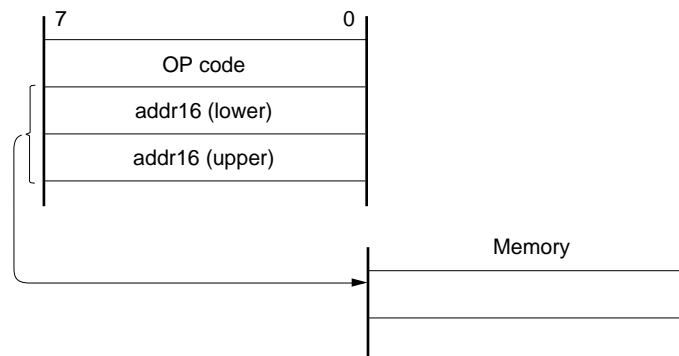 7 0
OP code
addr16 (lower)
addr16 (upper)
Memory